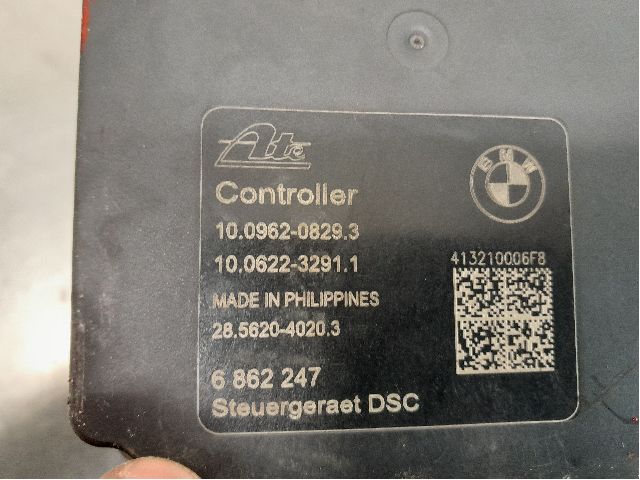 Ate
BMW
Controller
10.0962-0829.3
10.0622-3291.1
413210006F8
MADE IN PHILIPPINES
28.5620-4020.3
6 862 247
Steuergeraet DSC